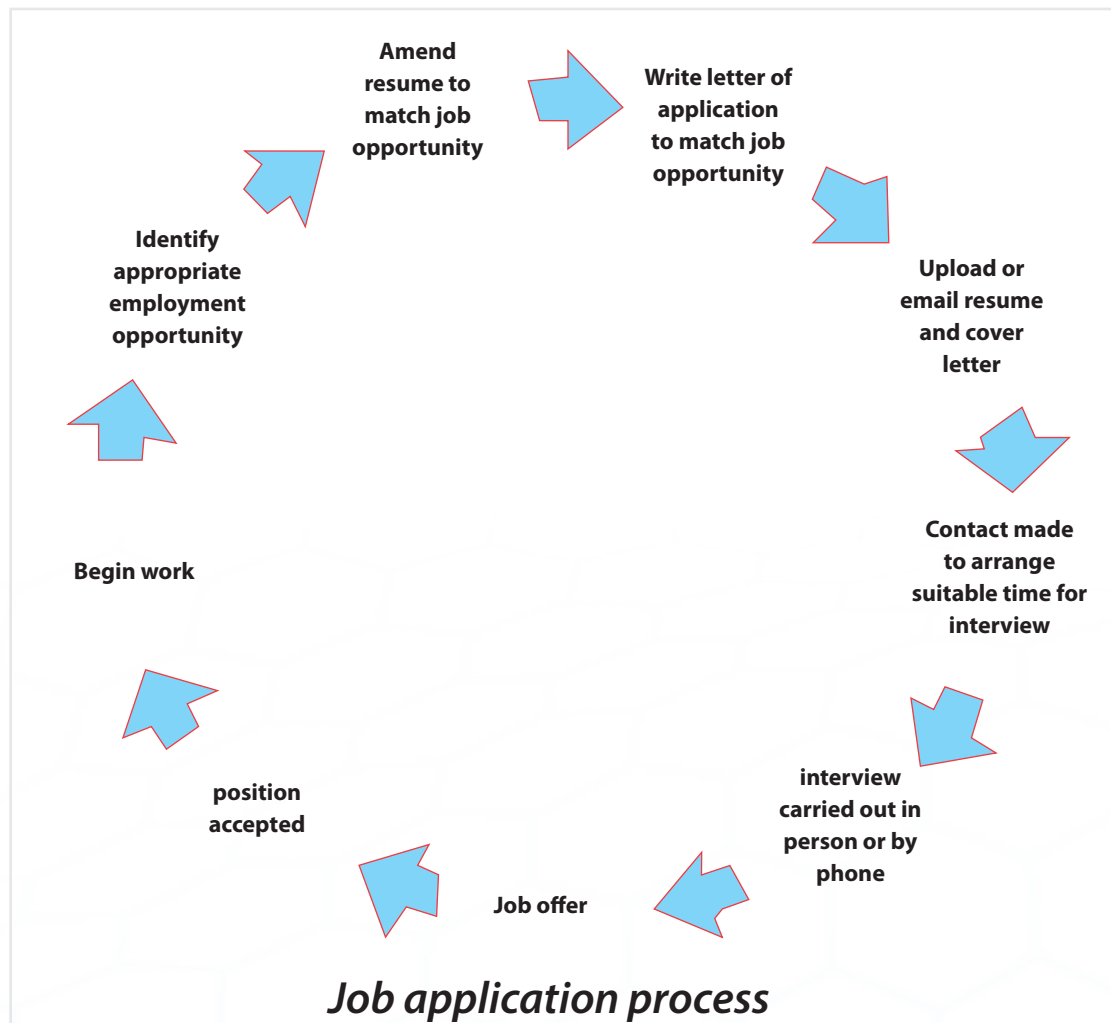 Amend
resume to
match job
opportunity
Write letter of
application
to match job
opportunity
Upload or
email resume
and cover
letter
Contact made
to arrange
suitable time for
interview
interview
carried out in
person or by
phone
Job offer
position
accepted
Begin work
Identify
appropriate
employment
opportunity
Job application process